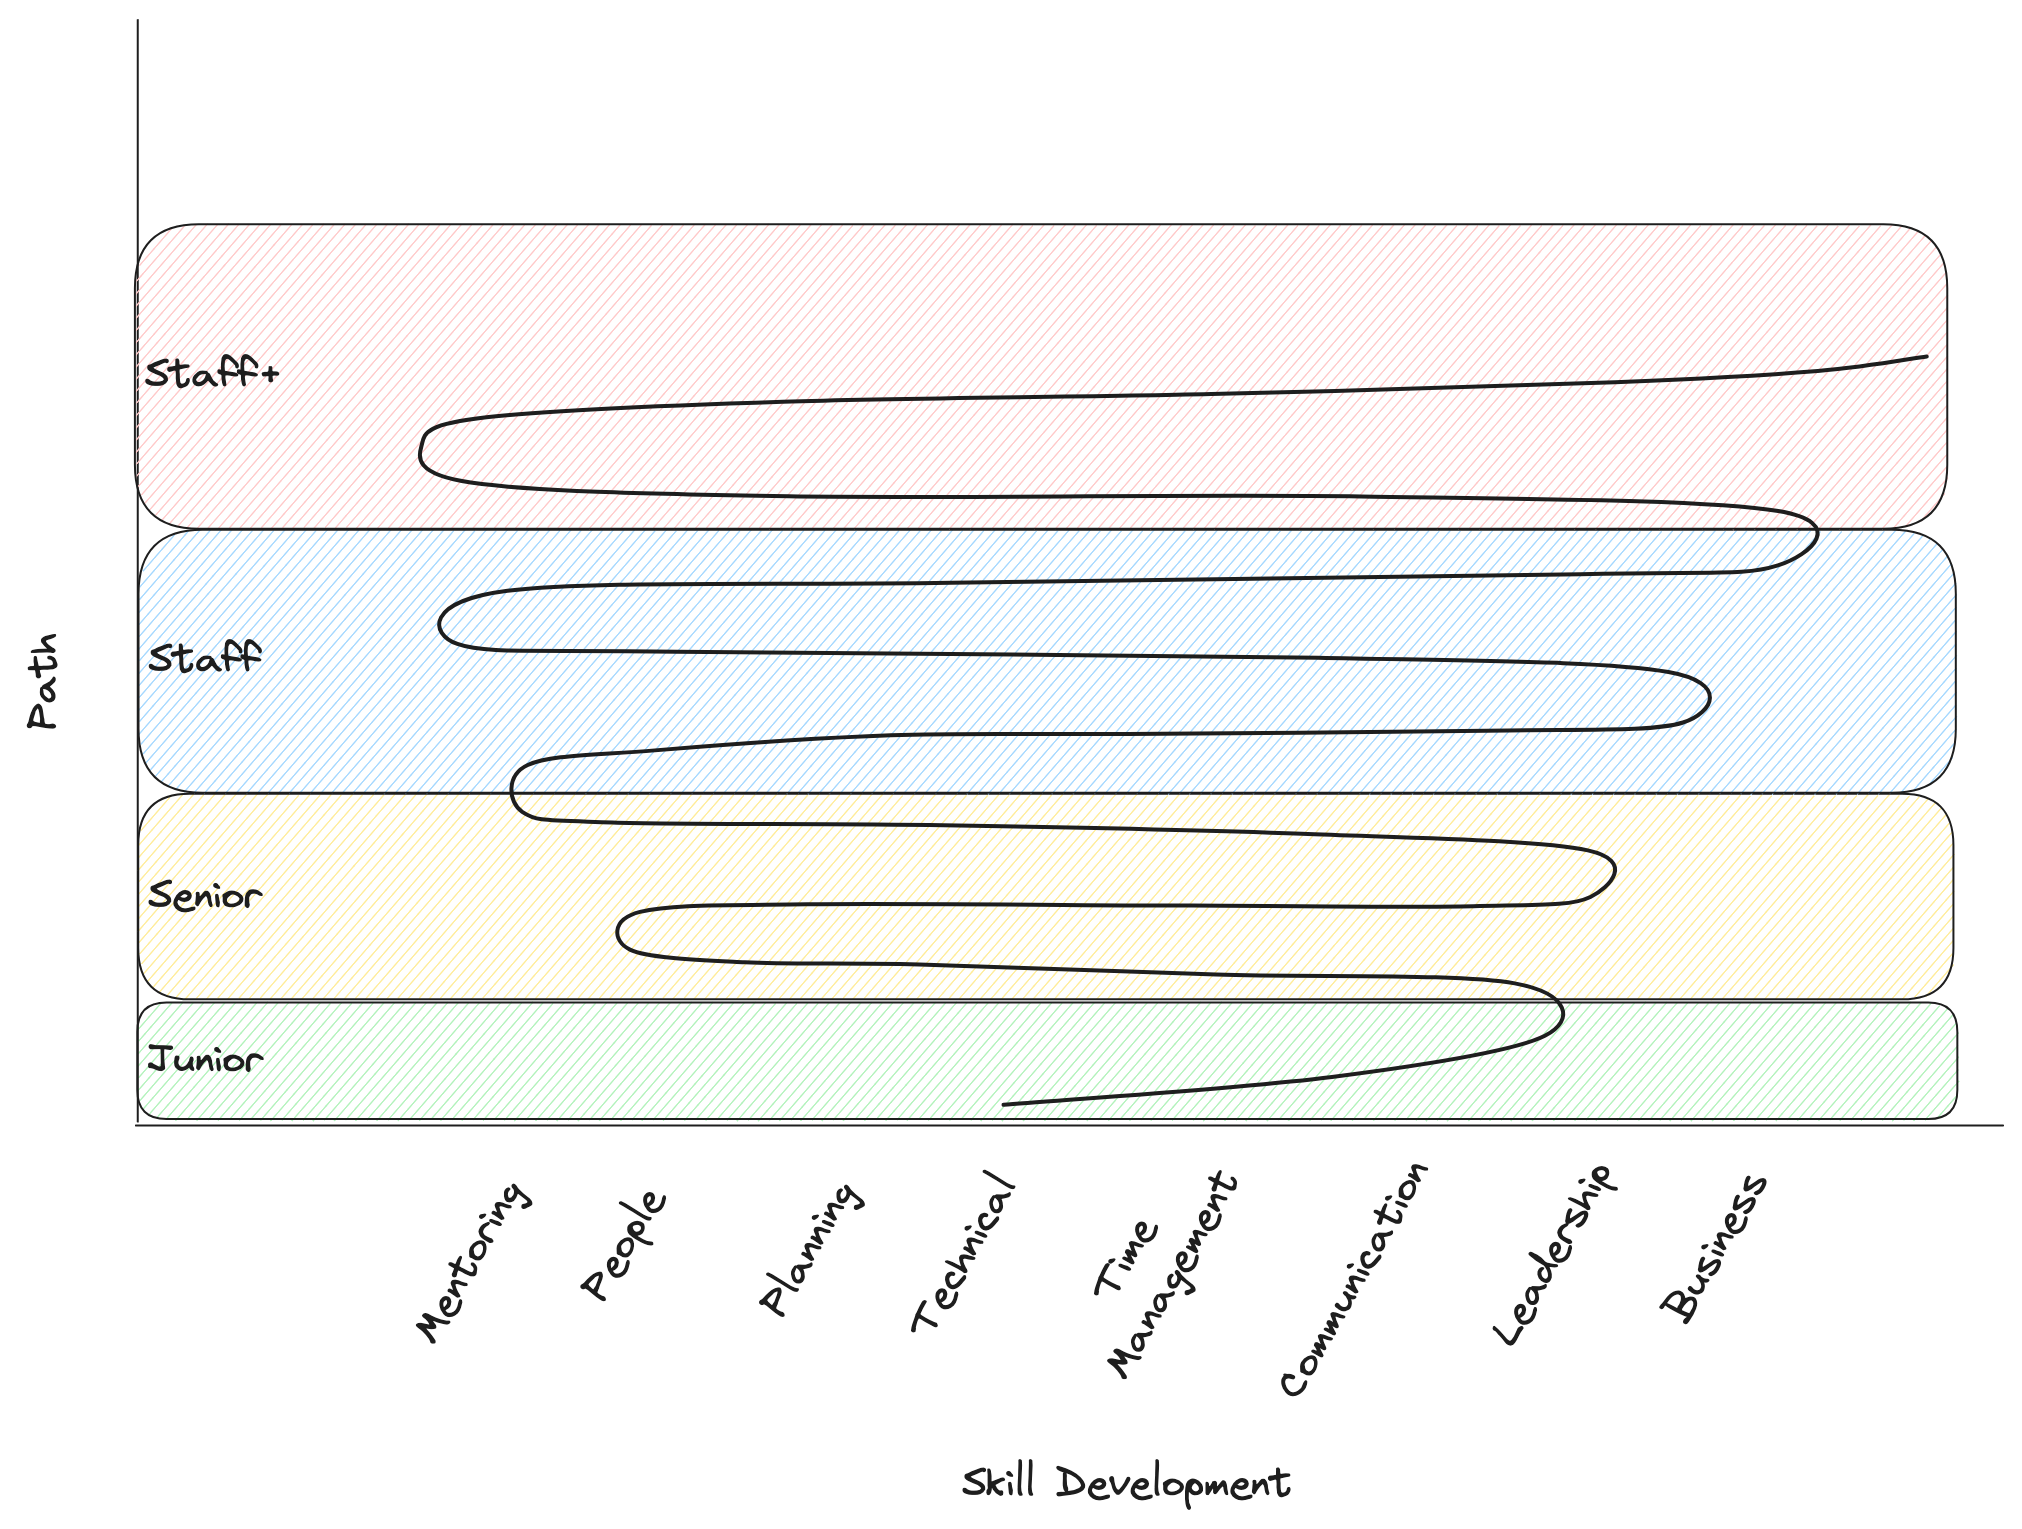 Staff+
Staff
Path
Senior
Junior
Mentoring
People
Planning
Technical
Time
Management
Communication
Leadership
Business
Skill Development